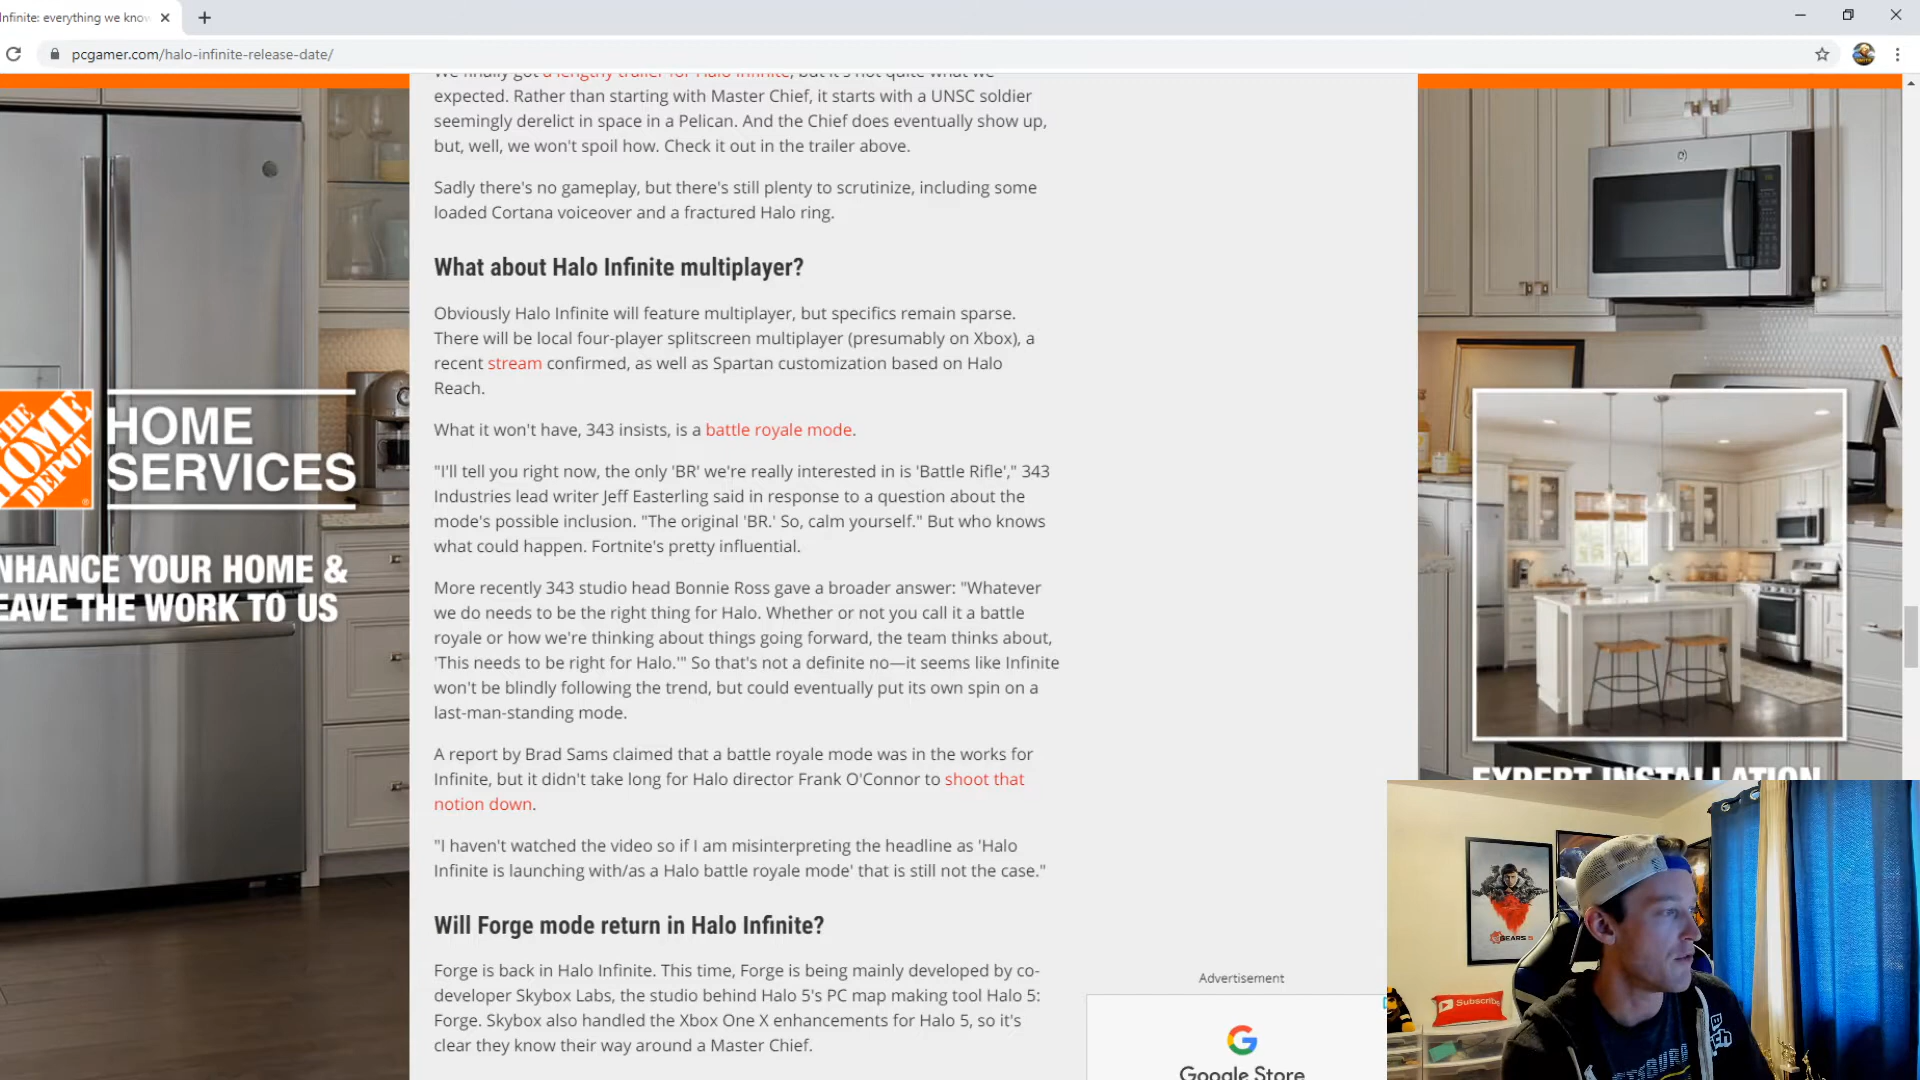 Infinite: everything we know
pcgamer.com/halo-infinite-release-date/
We finally got a lengthy trailer for Halo Infinite, but it's not quite what we
expected. Rather than starting with Master Chief, it starts with a UNSC soldier
seemingly derelict in space in a Pelican. And the Chief does eventually show up,
but, well, we won't spoil how. Check it out in the trailer above.
Sadly there's no gameplay, but there's still plenty to scrutinize, including some
loaded Cortana voiceover and a fractured Halo ring.
What about Halo Infinite multiplayer?
Obviously Halo Infinite will feature multiplayer, but specifics remain sparse.
There will be local four-player splitscreen multiplayer (presumably on Xbox), a
recent stream confirmed, as well as Spartan customization based on Halo
Reach.
What it won't have, 343 insists, is a battle royale mode.
"I'll tell you right now, the only 'BR' we're really interested in is 'Battle Rifle'," 343
Industries lead writer Jeff Easterling said in response to a question about the
mode's possible inclusion. "The original 'BR.' So, calm yourself." But who knows
what could happen. Fortnite's pretty influential.
More recently 343 studio head Bonnie Ross gave a broader answer: "Whatever
we do needs to be the right thing for Halo. Whether or not you call it a battle
royale or how we're thinking about things going forward, the team thinks about,
'This needs to be right for Halo.'" So that's not a definite no—it seems like Infinite
won't be blindly following the trend, but could eventually put its own spin on a
last-man-standing mode.
A report by Brad Sams claimed that a battle royale mode was in the works for
Infinite, but it didn't take long for Halo director Frank O'Connor to shoot that
notion down.
"I haven't watched the video so if I am misinterpreting the headline as 'Halo
Infinite is launching with/as a Halo battle royale mode' that is still not the case."
Will Forge mode return in Halo Infinite?
Forge is back in Halo Infinite. This time, Forge is being mainly developed by co-
developer Skybox Labs, the studio behind Halo 5's PC map making tool Halo 5:
Forge. Skybox also handled the Xbox One X enhancements for Halo 5, so it's
clear they know their way around a Master Chief.
THE
HOME
DEPOT
HOME
SERVICES
NHANCE YOUR HOME &
EAVE THE WORK TO US
EXPERT INSTALLATION
Advertisement
Google Store
GEARS 5
Subscribe